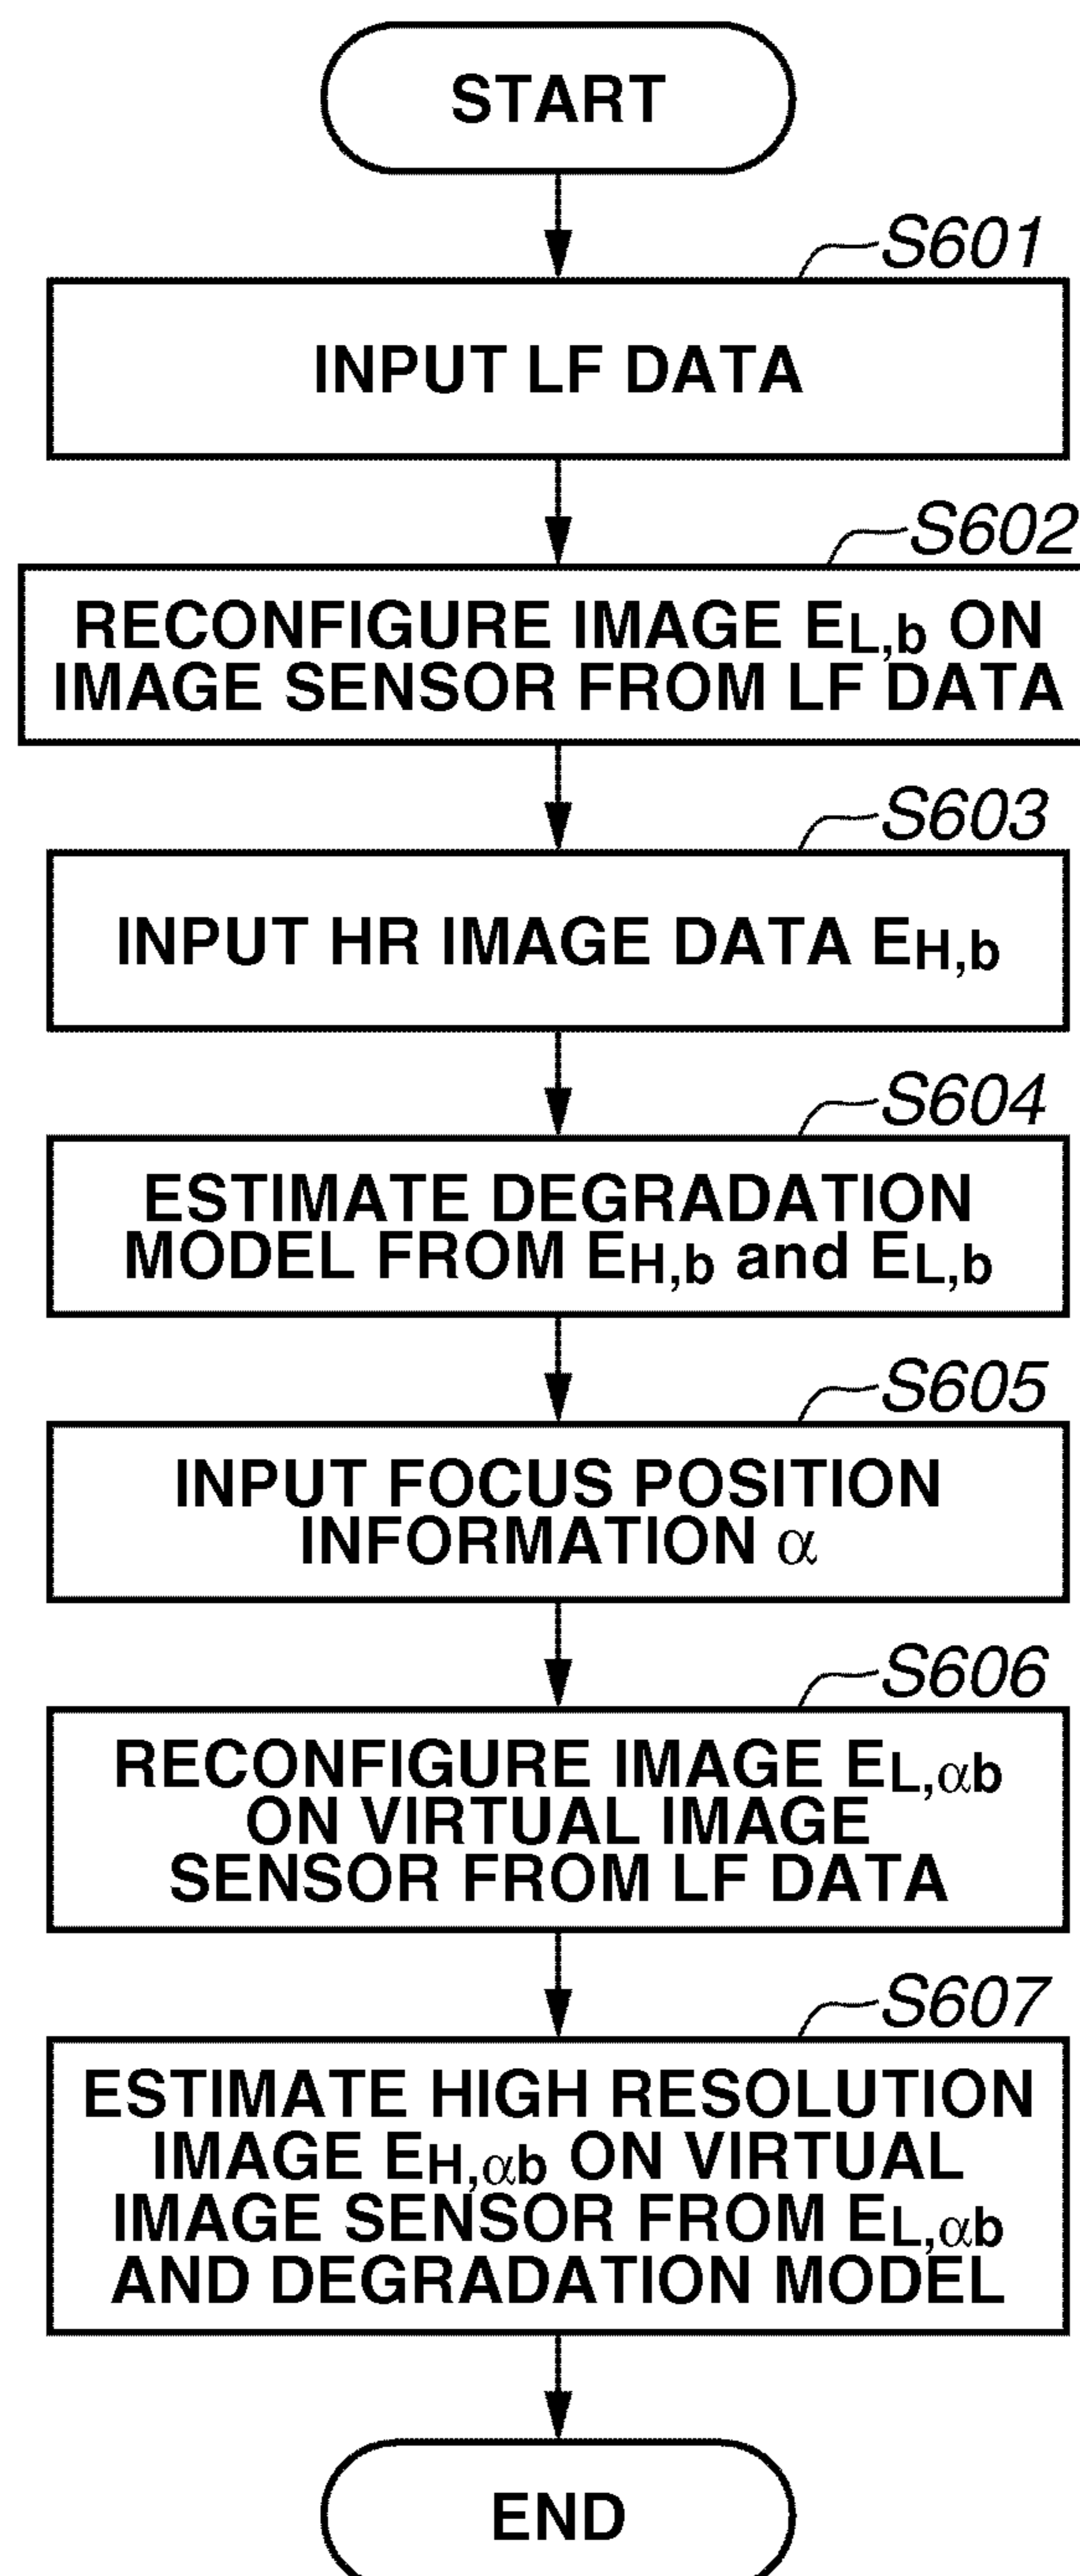 START
S601
INPUT LF DATA
S602
RECONFIGURE IMAGE EL,b ON
IMAGE SENSOR FROM LF DATA
S603
INPUT HR IMAGE DATA EH,b
S604
ESTIMATE DEGRADATION
MODEL FROM EH,b and EL,b
S605
INPUT FOCUS POSITION
INFORMATION α
S606
RECONFIGURE IMAGE EL,αb
ON VIRTUAL IMAGE
SENSOR FROM LF DATA
S607
ESTIMATE HIGH RESOLUTION
IMAGE EH,αb ON VIRTUAL
IMAGE SENSOR FROM EL,αb
AND DEGRADATION MODEL
END